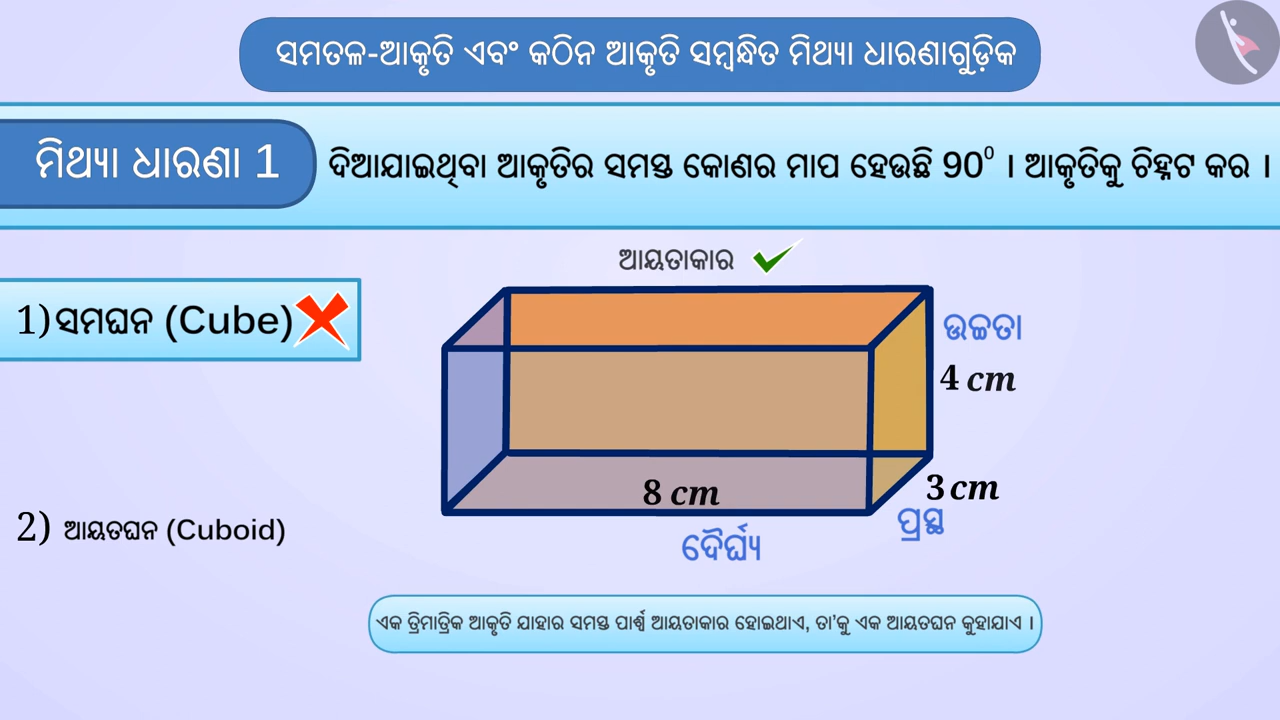 ସମତଳ-ଆକୃତି ଏବଂ କଠିନ ଆକୃତି ସମ୍ବନ୍ଧିତ ମିଥ୍ୟା ଧାରଣାଗୁଡ଼ିକ
ମିଥ୍ୟା ଧାରଣା 1
ଦିଆଯାଇଥିବା ଆକୃତିର ସମସ୍ତ କୋଣର ମାପ ହେଉଛି 90⁰ । ଆକୃତିକୁ ଚିହ୍ନଟ କର ।
ଆୟତାକାର
1) ସମଘନ (Cube)
ଉଚ୍ଚତା
4 cm
8 cm
3 cm
ପ୍ରସ୍ଥ
2) ଆୟତଘନ (Cuboid)
ଦୈର୍ଘ୍ୟ
ଏକ ତ୍ରିମାତ୍ରିକ ଆକୃତି ଯାହାର ସମସ୍ତ ପାର୍ଶ୍ୱ ଆୟତାକାର ହୋଇଥାଏ, ତା'କୁ ଏକ ଆୟତଘନ କୁହାଯାଏ ।